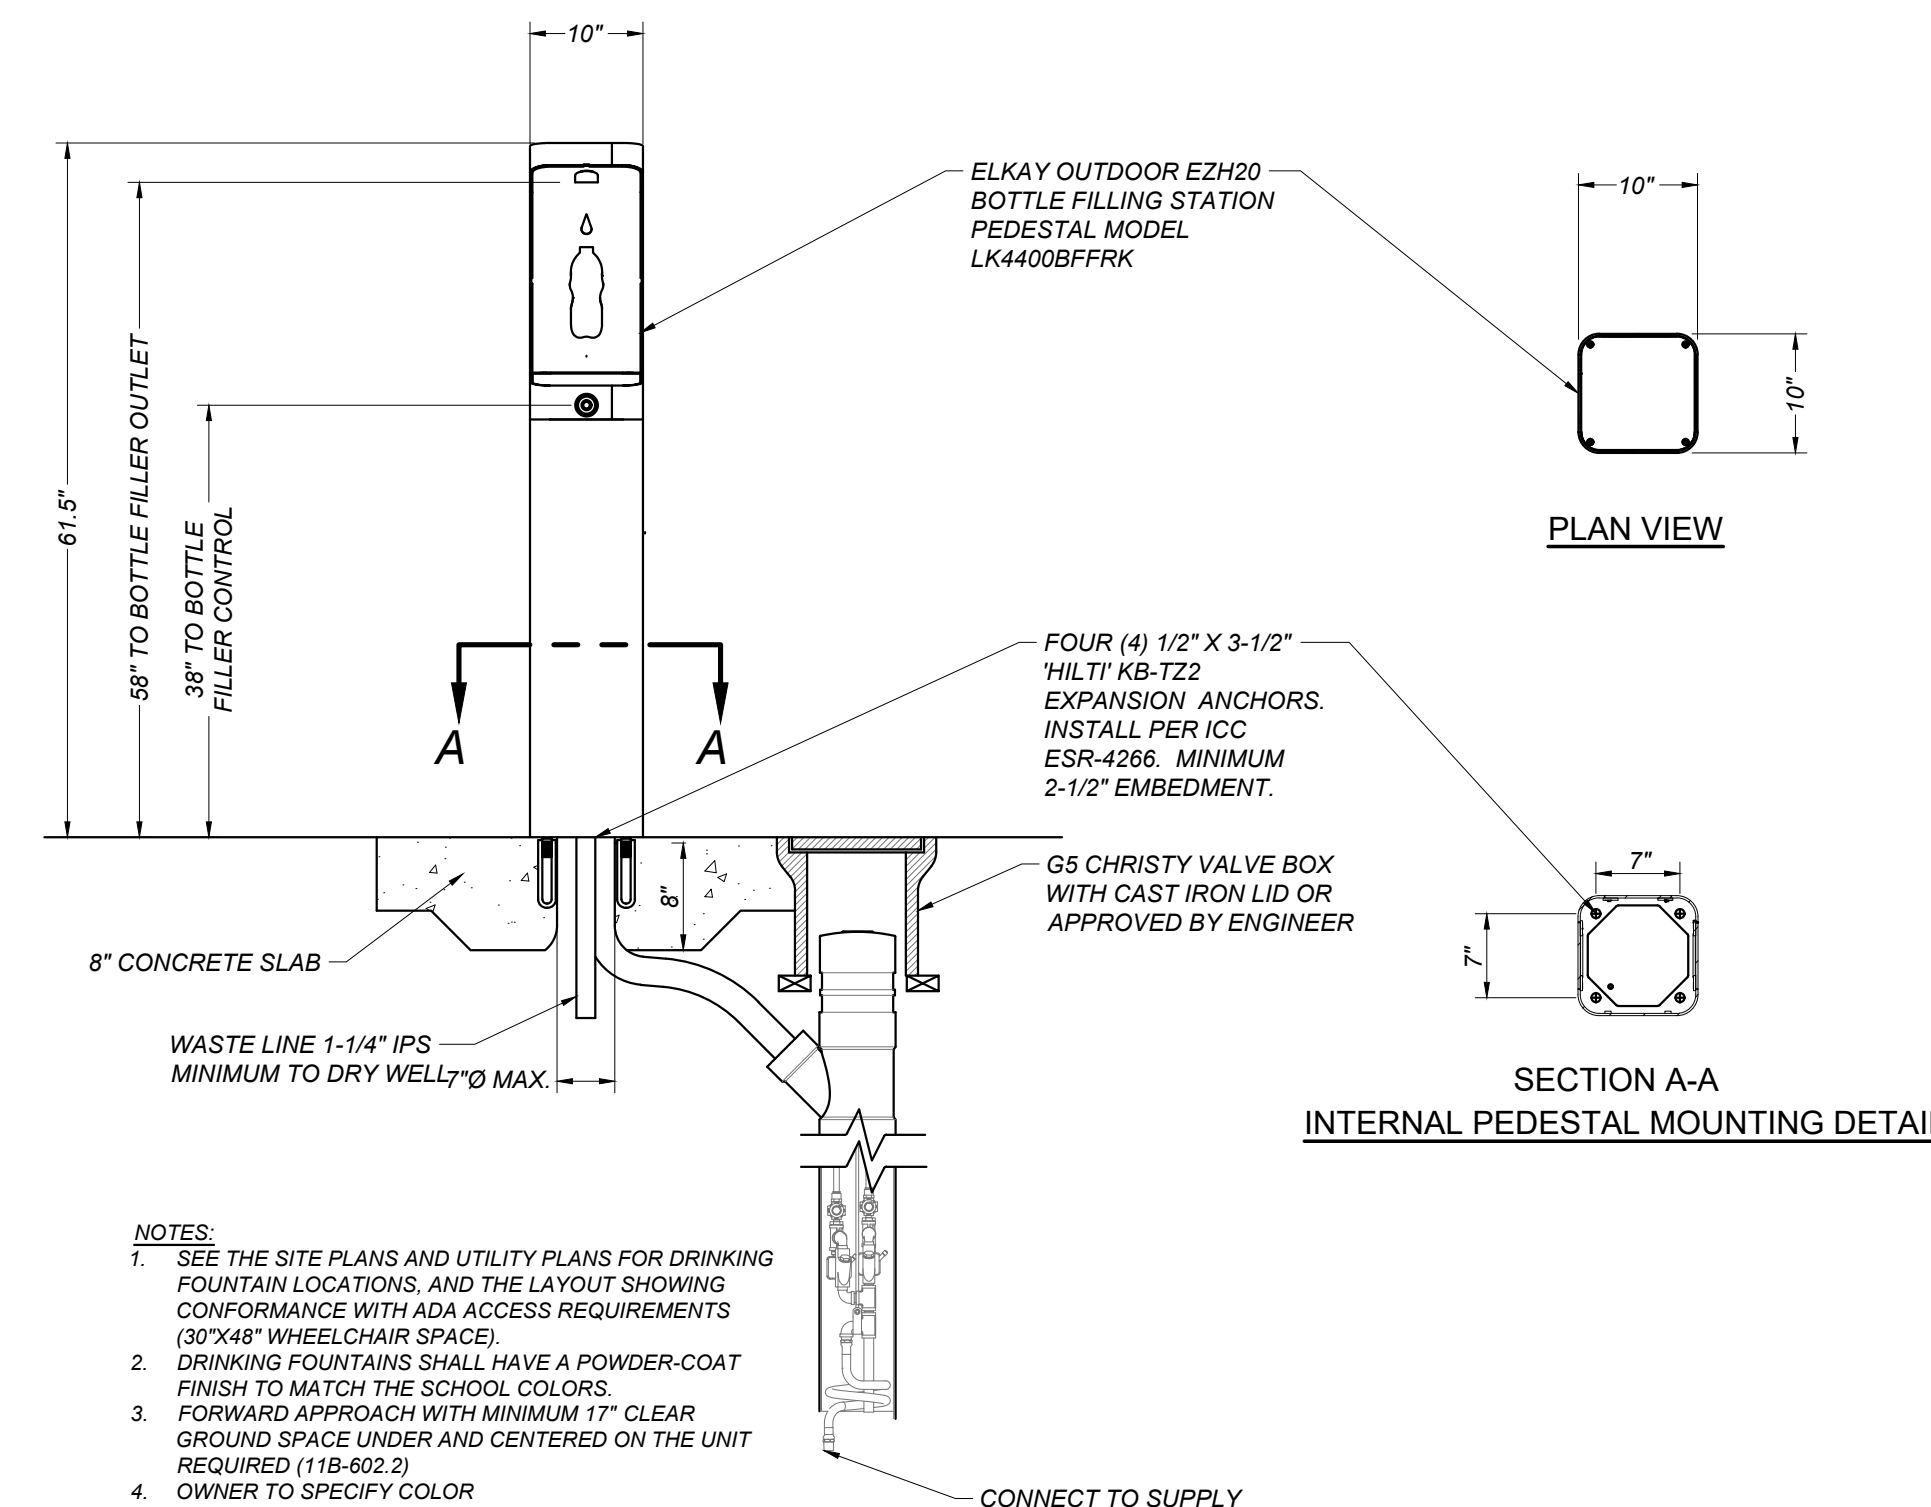 10"
ELKAY OUTDOOR EZH20
BOTTLE FILLING STATION
PEDESTAL MODEL
LK4400BFFRK
10"
10"
PLAN VIEW
61.5"
58" TO BOTTLE FILLER OUTLET
38" TO BOTTLE
FILLER CONTROL
A
A
FOUR (4) 1/2" X 3-1/2"
'HILTI' KB-TZ2
EXPANSION ANCHORS.
INSTALL PER ICC
ESR-4266. MINIMUM
2-1/2" EMBEDMENT.
8"
G5 CHRISTY VALVE BOX
WITH CAST IRON LID OR
APPROVED BY ENGINEER
7"
7"
8" CONCRETE SLAB
WASTE LINE 1-1/4" IPS
MINIMUM TO DRY WELL
7"Ø MAX.
SECTION A-A
INTERNAL PEDESTAL MOUNTING DETAI
NOTES:
1. SEE THE SITE PLANS AND UTILITY PLANS FOR DRINKING
FOUNTAIN LOCATIONS, AND THE LAYOUT SHOWING
CONFORMANCE WITH ADA ACCESS REQUIREMENTS
(30"X48" WHEELCHAIR SPACE).
2. DRINKING FOUNTAINS SHALL HAVE A POWDER-COAT
FINISH TO MATCH THE SCHOOL COLORS.
3. FORWARD APPROACH WITH MINIMUM 17" CLEAR
GROUND SPACE UNDER AND CENTERED ON THE UNIT
REQUIRED (11B-602.2)
4. OWNER TO SPECIFY COLOR
CONNECT TO SUPPLY